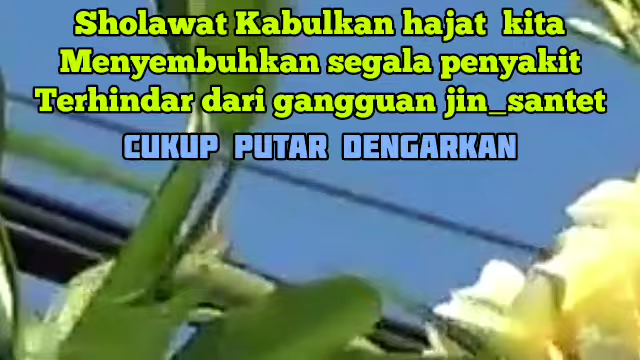 Sholawat Kabulkan hajat kita
Menyembuhkan segala penyakit
Terhindar dari gangguan jin_santet
CUKUP PUTAR DENGARKAN